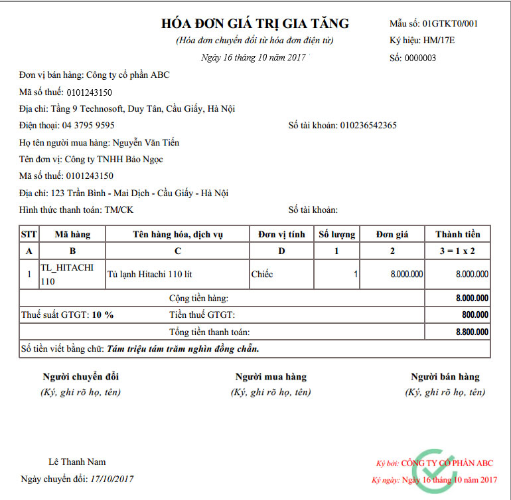 HÓA ĐƠN GIÁ TRỊ GIA TĂNG
Mẫu số: 01GTKT0/001
(Hóa đơn chuyển đổi từ hóa đơn điện tử)
Ký hiệu: HM/17E
Ngày 16 tháng 10 năm 2017
Số: 0000003
Đơn vị bán hàng: Công ty cổ phần ABC
Mã số thuế: 0101243150
Địa chỉ: Tầng 9 Technosoft, Duy Tân, Cầu Giấy, Hà Nội
Điện thoại: 04 3795 9595 Số tài khoản: 010236542365
Họ tên người mua hàng: Nguyễn Văn Tiến
Tên đơn vị: Công ty TNHH Bảo Ngọc
Mã số thuế: 0101243150
Địa chỉ: 123 Trần Bình - Mai Dịch - Cầu Giấy - Hà Nội
Hình thức thanh toán: TM/CK Số tài khoản:
STT Mã hàng Tên hàng hóa, dịch vụ Đơn vị tính Số lượng Đơn giá Thành tiền
A B C D 1 2 3 = 1 x 2
1 TL_HITACHI 110 Tủ lạnh Hitachi 110 lít Chiếc 1 8.000.000 8.000.000
Cộng tiền hàng: 8.000.000
Thuế suất GTGT: 10 % Tiền thuế GTGT: 800.000
Tổng tiền thanh toán: 8.800.000
Số tiền viết bằng chữ: Tám triệu tám trăm nghìn đồng chẵn.
Người chuyển đổi Người mua hàng Người bán hàng
(Ký, ghi rõ họ, tên) (Ký, ghi rõ họ, tên) (Ký, ghi rõ họ, tên)
Lê Thanh Nam
Ký bởi: CÔNG TY CỔ PHẦN ABC
Ngày chuyển đổi: 17/10/2017
Ký ngày: Ngày 16 tháng 10 năm 2017